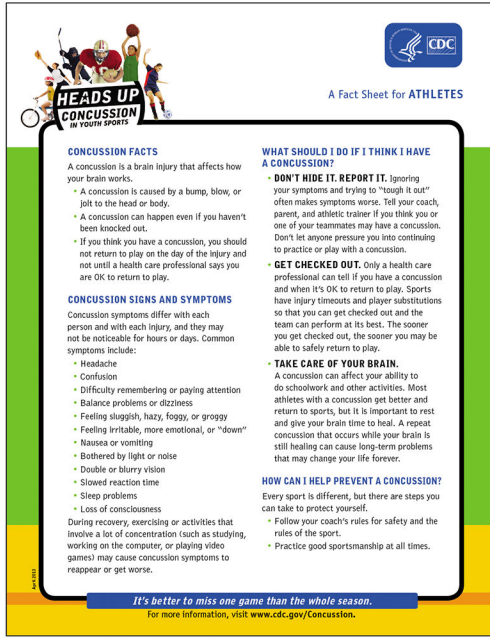 CDC
A Fact Sheet for ATHLETES
HEADS UP
CONCUSSION
IN YOUTH SPORTS
CONCUSSION FACTS
A concussion is a brain injury that affects how
your brain works.
• A concussion is caused by a bump, blow, or
jolt to the head or body.
• A concussion can happen even if you haven't
been knocked out.
• If you think you have a concussion, you should
not return to play on the day of the injury and
not until a health care professional says you
are OK to return to play.
CONCUSSION SIGNS AND SYMPTOMS
Concussion symptoms differ with each
person and with each injury, and they may
not be noticeable for hours or days. Common
symptoms include:
• Headache
• Confusion
• Difficulty remembering or paying attention
• Balance problems or dizziness
• Feeling sluggish, hazy, foggy, or groggy
• Feeling irritable, more emotional, or "down"
• Nausea or vomiting
• Bothered by light or noise
• Double or blurry vision
• Slowed reaction time
• Sleep problems
• Loss of consciousness
During recovery, exercising or activities that
involve a lot of concentration (such as studying,
working on the computer, or playing video
games) may cause concussion symptoms to
reappear or get worse.
WHAT SHOULD I DO IF I THINK I HAVE
A CONCUSSION?
• DON'T HIDE IT. REPORT IT. Ignoring
your symptoms and trying to "tough it out"
often makes symptoms worse. Tell your coach,
parent, and athletic trainer if you think you or
one of your teammates may have a concussion.
Don't let anyone pressure you into continuing
to practice or play with a concussion.
• GET CHECKED OUT. Only a health care
professional can tell if you have a concussion
and when it's OK to return to play. Sports
have injury timeouts and player substitutions
so that you can get checked out and the
team can perform at its best. The sooner
you get checked out, the sooner you may be
able to safely return to play.
• TAKE CARE OF YOUR BRAIN.
A concussion can affect your ability to
do schoolwork and other activities. Most
athletes with a concussion get better and
return to sports, but it is important to rest
and give your brain time to heal. A repeat
concussion that occurs while your brain is
still healing can cause long-term problems
that may change your life forever.
HOW CAN I HELP PREVENT A CONCUSSION?
Every sport is different, but there are steps you
can take to protect yourself.
• Follow your coach's rules for safety and the
rules of the sport.
• Practice good sportsmanship at all times.
It's better to miss one game than the whole season.
For more information, visit www.cdc.gov/Concussion.